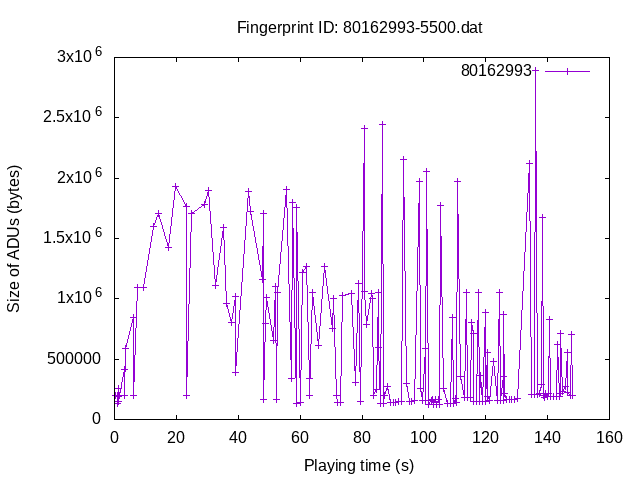 Fingerprint ID: 80162993-5500.dat
80162993
3x10^6
2.5x10^6
2x10^6
1.5x10^6
1x10^6
500000
0
Size of ADUs (bytes)
0 20 40 60 80 100 120 140 160
Playing time (s)